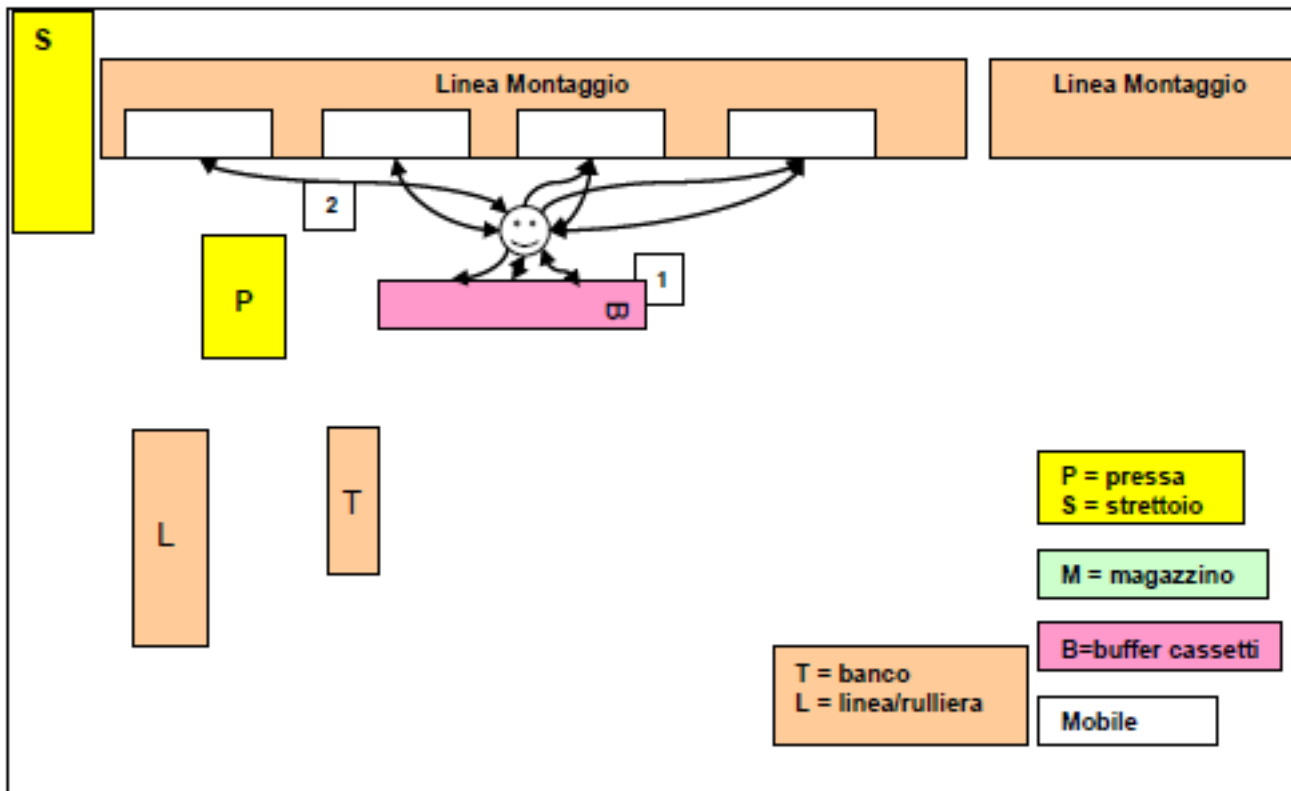 S
Linea Montaggio
Linea Montaggio
2
1
P
B
L
T
P = pressa
S = strettoio
M = magazzino
B=buffer cassetti
T = banco
L = linea/rulliera
Mobile